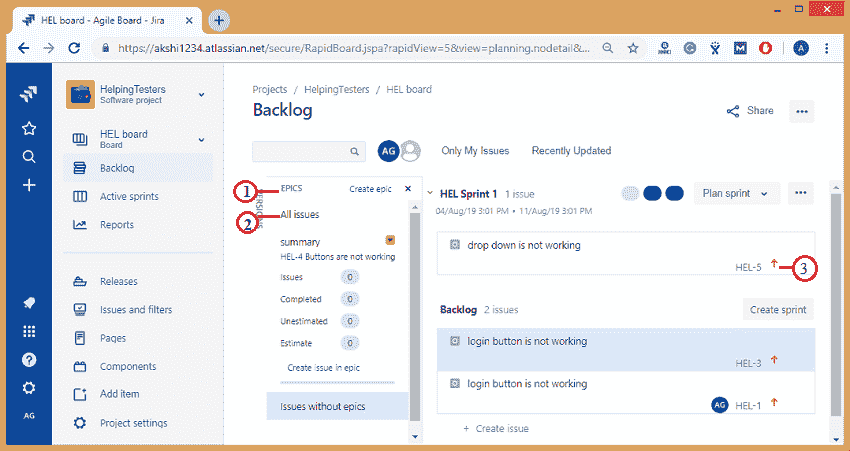 HEL board - Agile Board - Jira
https://akshi1234.atlassian.net/secure/RapidBoard.jspa?rapidView=5&view=planning.nodetail&...
A
HelpingTesters
Software project
HEL board
Board
Backlog
Active sprints
Reports
Releases
Issues and filters
Pages
Components
Add item
Project settings
AG
Projects / HelpingTesters / HEL board
Backlog
Share
AG
Only My Issues
Recently Updated
VERSIONS
1
EPICS
Create epic
2
All issues
summary
HEL-4 Buttons are not working
Issues 0
Completed 0
Unestimated 0
Estimate 0
Create issue in epic
Issues without epics
HEL Sprint 1 1 issue
Plan sprint
04/Aug/19 3:01 PM • 11/Aug/19 3:01 PM
drop down is not working
HEL-5
3
Backlog 2 issues
Create sprint
login button is not working
HEL-3
login button is not working
AG HEL-1
+ Create issue